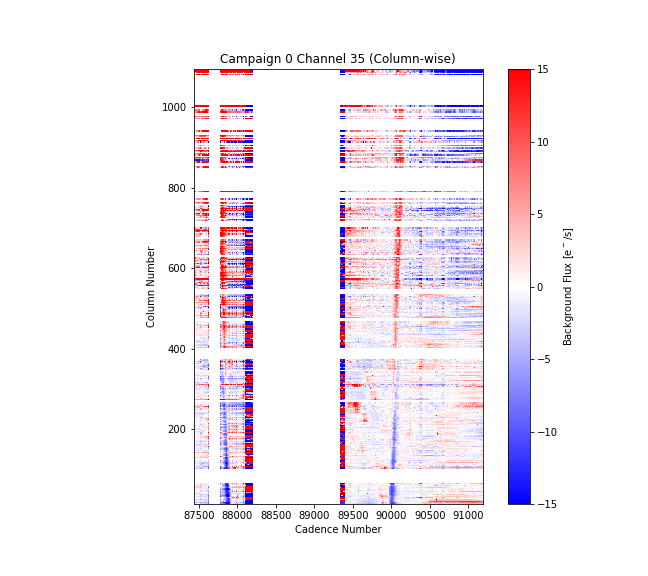 Campaign 0 Channel 35 (Column-wise)
1000
800
600
400
200
Column Number
87500 88000 88500 89000 89500 90000 90500 91000
Cadence Number
15
10
5
0
−5
−10
−15
Background Flux [e⁻/s]